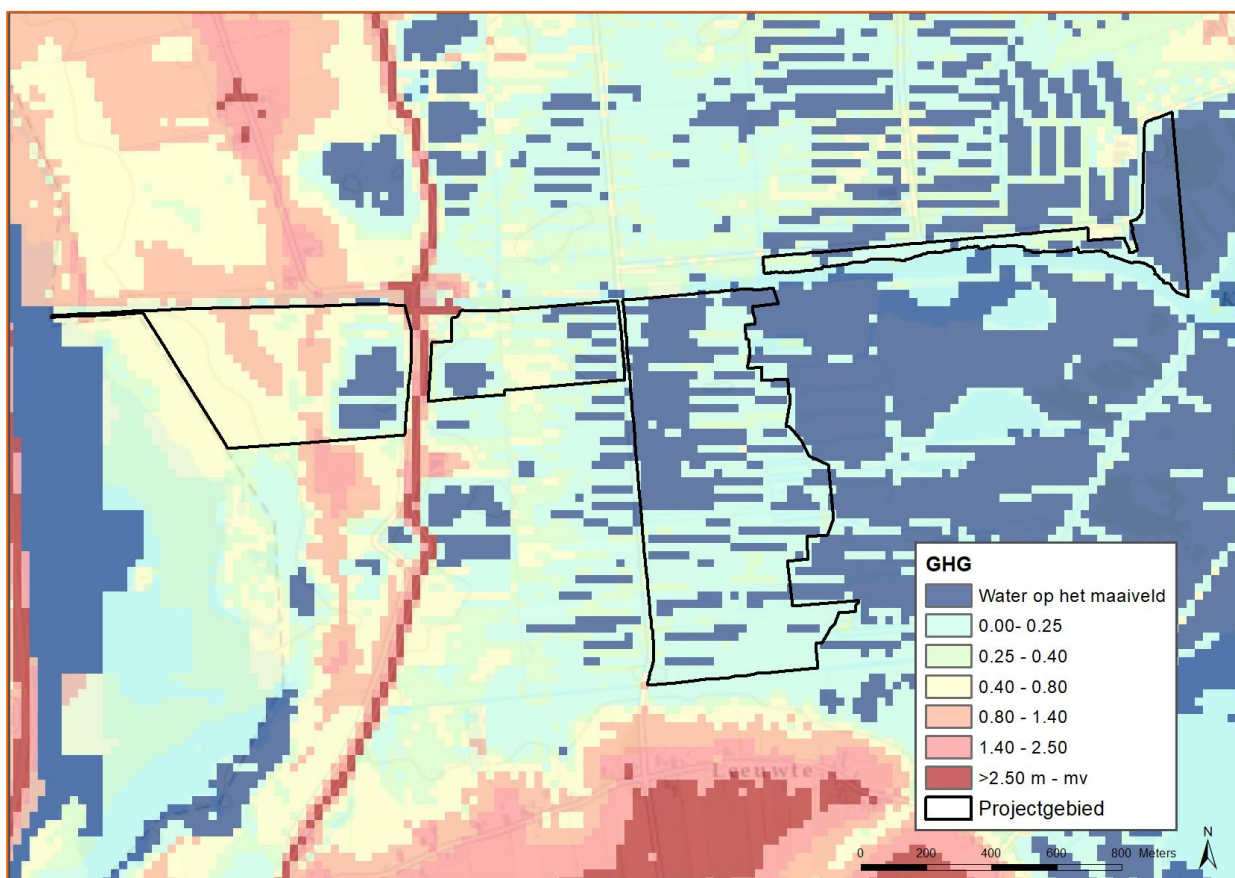 Leeuwte
GHG
Water op het maaiveld
0.00- 0.25
0.25 - 0.40
0.40 - 0.80
0.80 - 1.40
1.40 - 2.50
>2.50 m - mv
Projectgebied
N
0 200 400 600 800 Meters